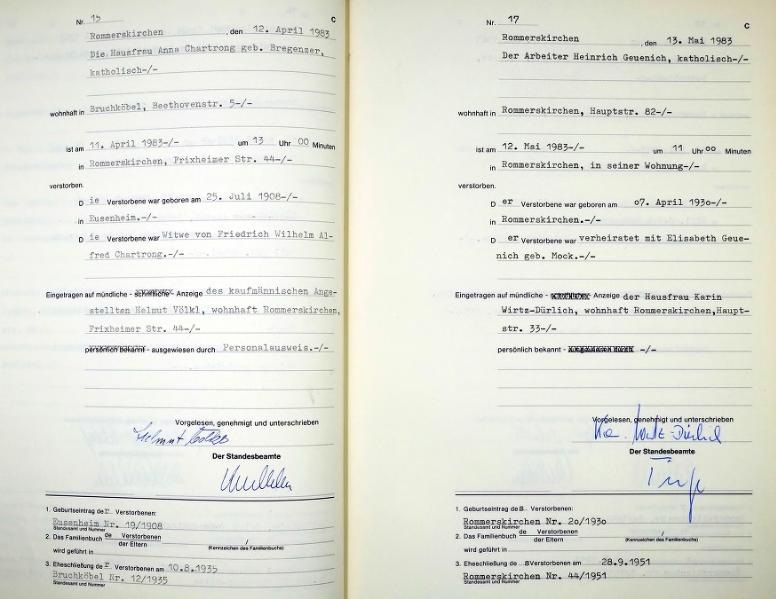 Nr. 15 C
Rommerskirchen, den 12. April 1983
Die Hausfrau Anna Chartrong geb. Bregenzer,
katholisch-/-
wohnhaft in Bruchköbel, Beethovenstr. 5-/-
ist am 11. April 1983-/- um 13 Uhr 00 Minuten
in Rommerskirchen, Frixheimer Str. 44-/-
verstorben.
Die Verstorbene war geboren am 25. Juli 1908-/-
in Eusenheim.-/-
Die Verstorbene war Witwe von Friedrich Wilhelm Al-
fred Chartrong.-/-
Eingetragen auf mündliche - schriftliche - Anzeige des kaufmännischen Ange-
stellten Helmut Völkl, wohnhaft Rommerskirchen,
Frixheimer Str. 44-/-
persönlich bekannt - ausgewiesen durch Personalausweis.-/-
Vorgelesen, genehmigt und unterschrieben
Helmut Völkl
Der Standesbeamte
1. Geburtseintrag der Verstorbenen:
Eusenheim Nr. 19/1908
Standesamt und Nummer
2. Das Familienbuch de Verstorbenen / der Eltern /
(Kennzeichen des Familienbuchs)
wird geführt in
3. Eheschließung der Verstorbenen am 10.8.1935
Bruchköbel Nr. 12/1935
Standesamt und Nummer
Nr. 17 C
Rommerskirchen, den 13. Mai 1983
Der Arbeiter Heinrich Geuenich, katholisch-/-
wohnhaft in Rommerskirchen, Hauptstr. 82-/-
ist am 12. Mai 1983-/- um 11 Uhr 00 Minuten
in Rommerskirchen, in seiner Wohnung-/-
verstorben.
Der Verstorbene war geboren am 07. April 1930-/-
in Rommerskirchen.-/-
Der Verstorbene war verheiratet mit Elisabeth Geue-
nich geb. Mock.-/-
Eingetragen auf mündliche - Anzeige der Hausfrau Karin
Wirtz-Dürlich, wohnhaft Rommerskirchen,Haupt-
str. 33-/-
persönlich bekannt - -/-
Vorgelesen, genehmigt und unterschrieben
Ka. Wirtz-Dürlich
Der Standesbeamte
1. Geburtseintrag des Verstorbenen:
Rommerskirchen Nr. 20/1930
Standesamt und Nummer
2. Das Familienbuch de Verstorbenen / der Eltern /
(Kennzeichen des Familienbuchs)
wird geführt in
3. Eheschließung des Verstorbenen am 28.9.1951
Rommerskirchen Nr. 44/1951
Standesamt und Nummer